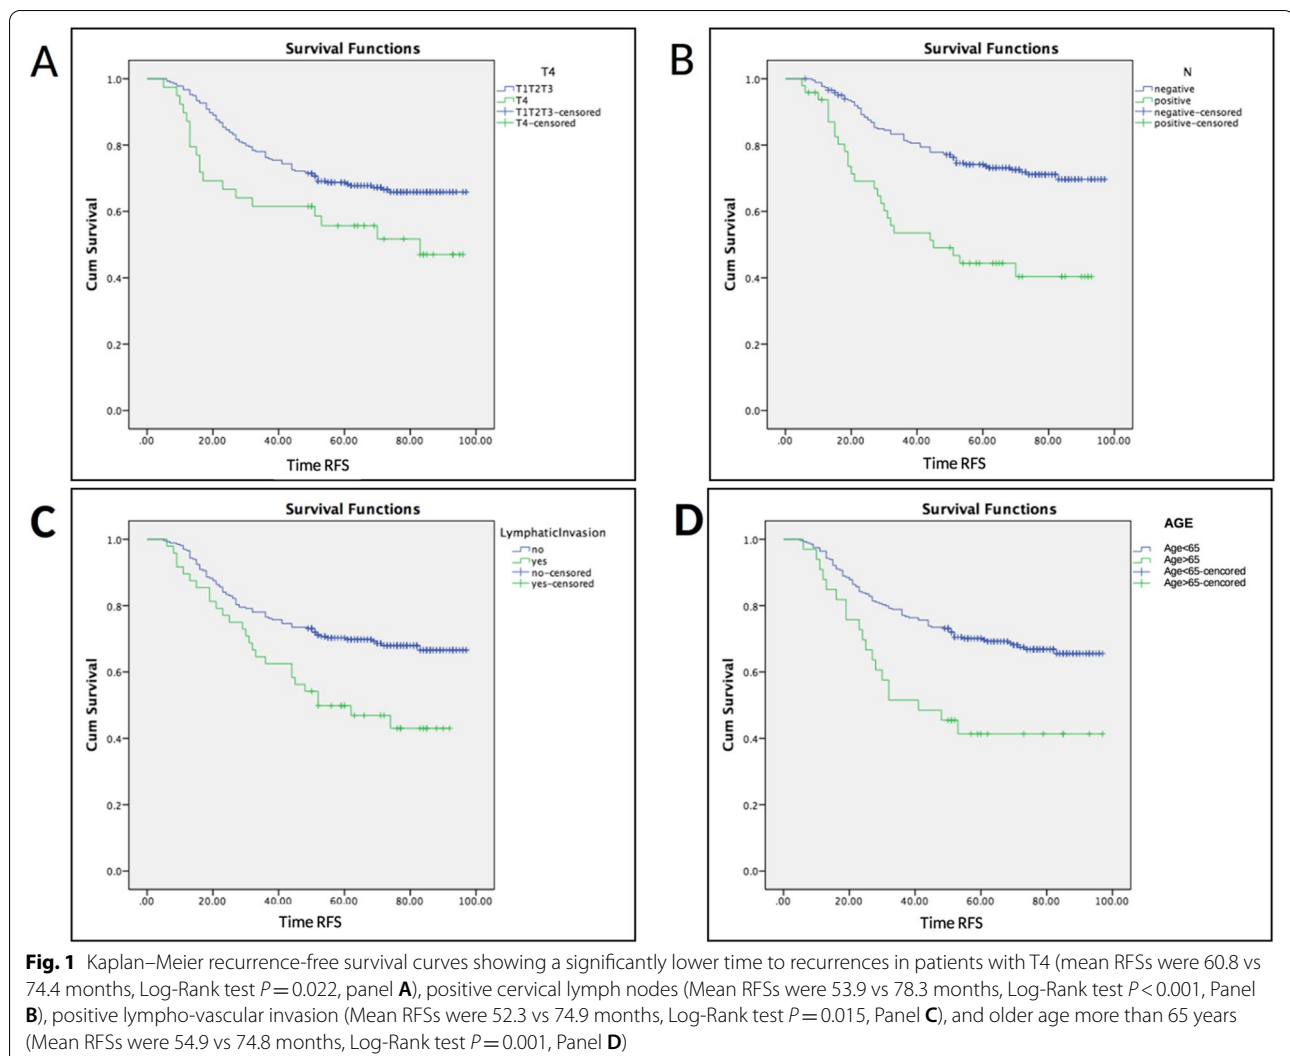 A
Survival Functions
T4
T1T2T3
T4
T1T2T3-censored
T4-censored
Cum Survival
1.0
0.8
0.6
0.4
0.2
0.0
.00 20.00 40.00 60.00 80.00 100.00
Time RFS
B
Survival Functions
N
negative
positive
negative-censored
positive-censored
Cum Survival
1.0
0.8
0.6
0.4
0.2
0.0
.00 20.00 40.00 60.00 80.00 100.00
Time RFS
C
Survival Functions
LymphaticInvasion
no
yes
no-censored
yes-censored
Cum Survival
1.0
0.8
0.6
0.4
0.2
0.0
.00 20.00 40.00 60.00 80.00 100.00
Time RFS
D
Survival Functions
AGE
Age<65
Age>65
Age<65-cencored
Age>65-cencored
Cum Survival
1.0
0.8
0.6
0.4
0.2
0.0
.00 20.00 40.00 60.00 80.00 100.00
Time RFS
Fig. 1 Kaplan–Meier recurrence-free survival curves showing a significantly lower time to recurrences in patients with T4 (mean RFSs were 60.8 vs
74.4 months, Log-Rank test P = 0.022, panel A), positive cervical lymph nodes (Mean RFSs were 53.9 vs 78.3 months, Log-Rank test P < 0.001, Panel
B), positive lympho-vascular invasion (Mean RFSs were 52.3 vs 74.9 months, Log-Rank test P = 0.015, Panel C), and older age more than 65 years
(Mean RFSs were 54.9 vs 74.8 months, Log-Rank test P = 0.001, Panel D)